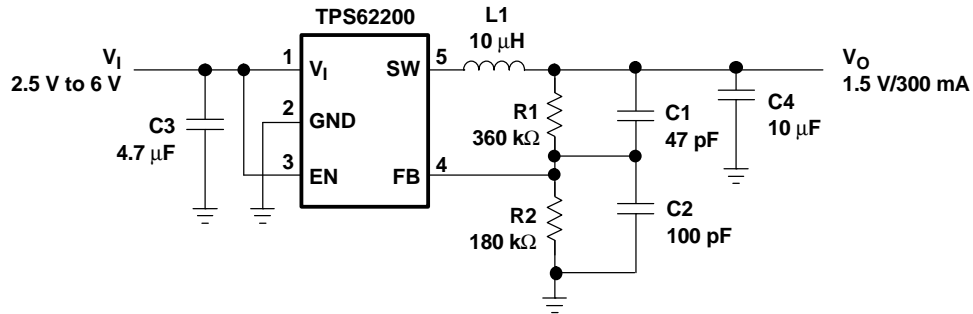 TPS62200
L1
10 μH
V_I
2.5 V to 6 V
1
V_I
SW
5
V_O
1.5 V/300 mA
C3
4.7 μF
2
GND
3
EN
FB
4
R1
360 kΩ
C1
47 pF
C4
10 μF
R2
180 kΩ
C2
100 pF